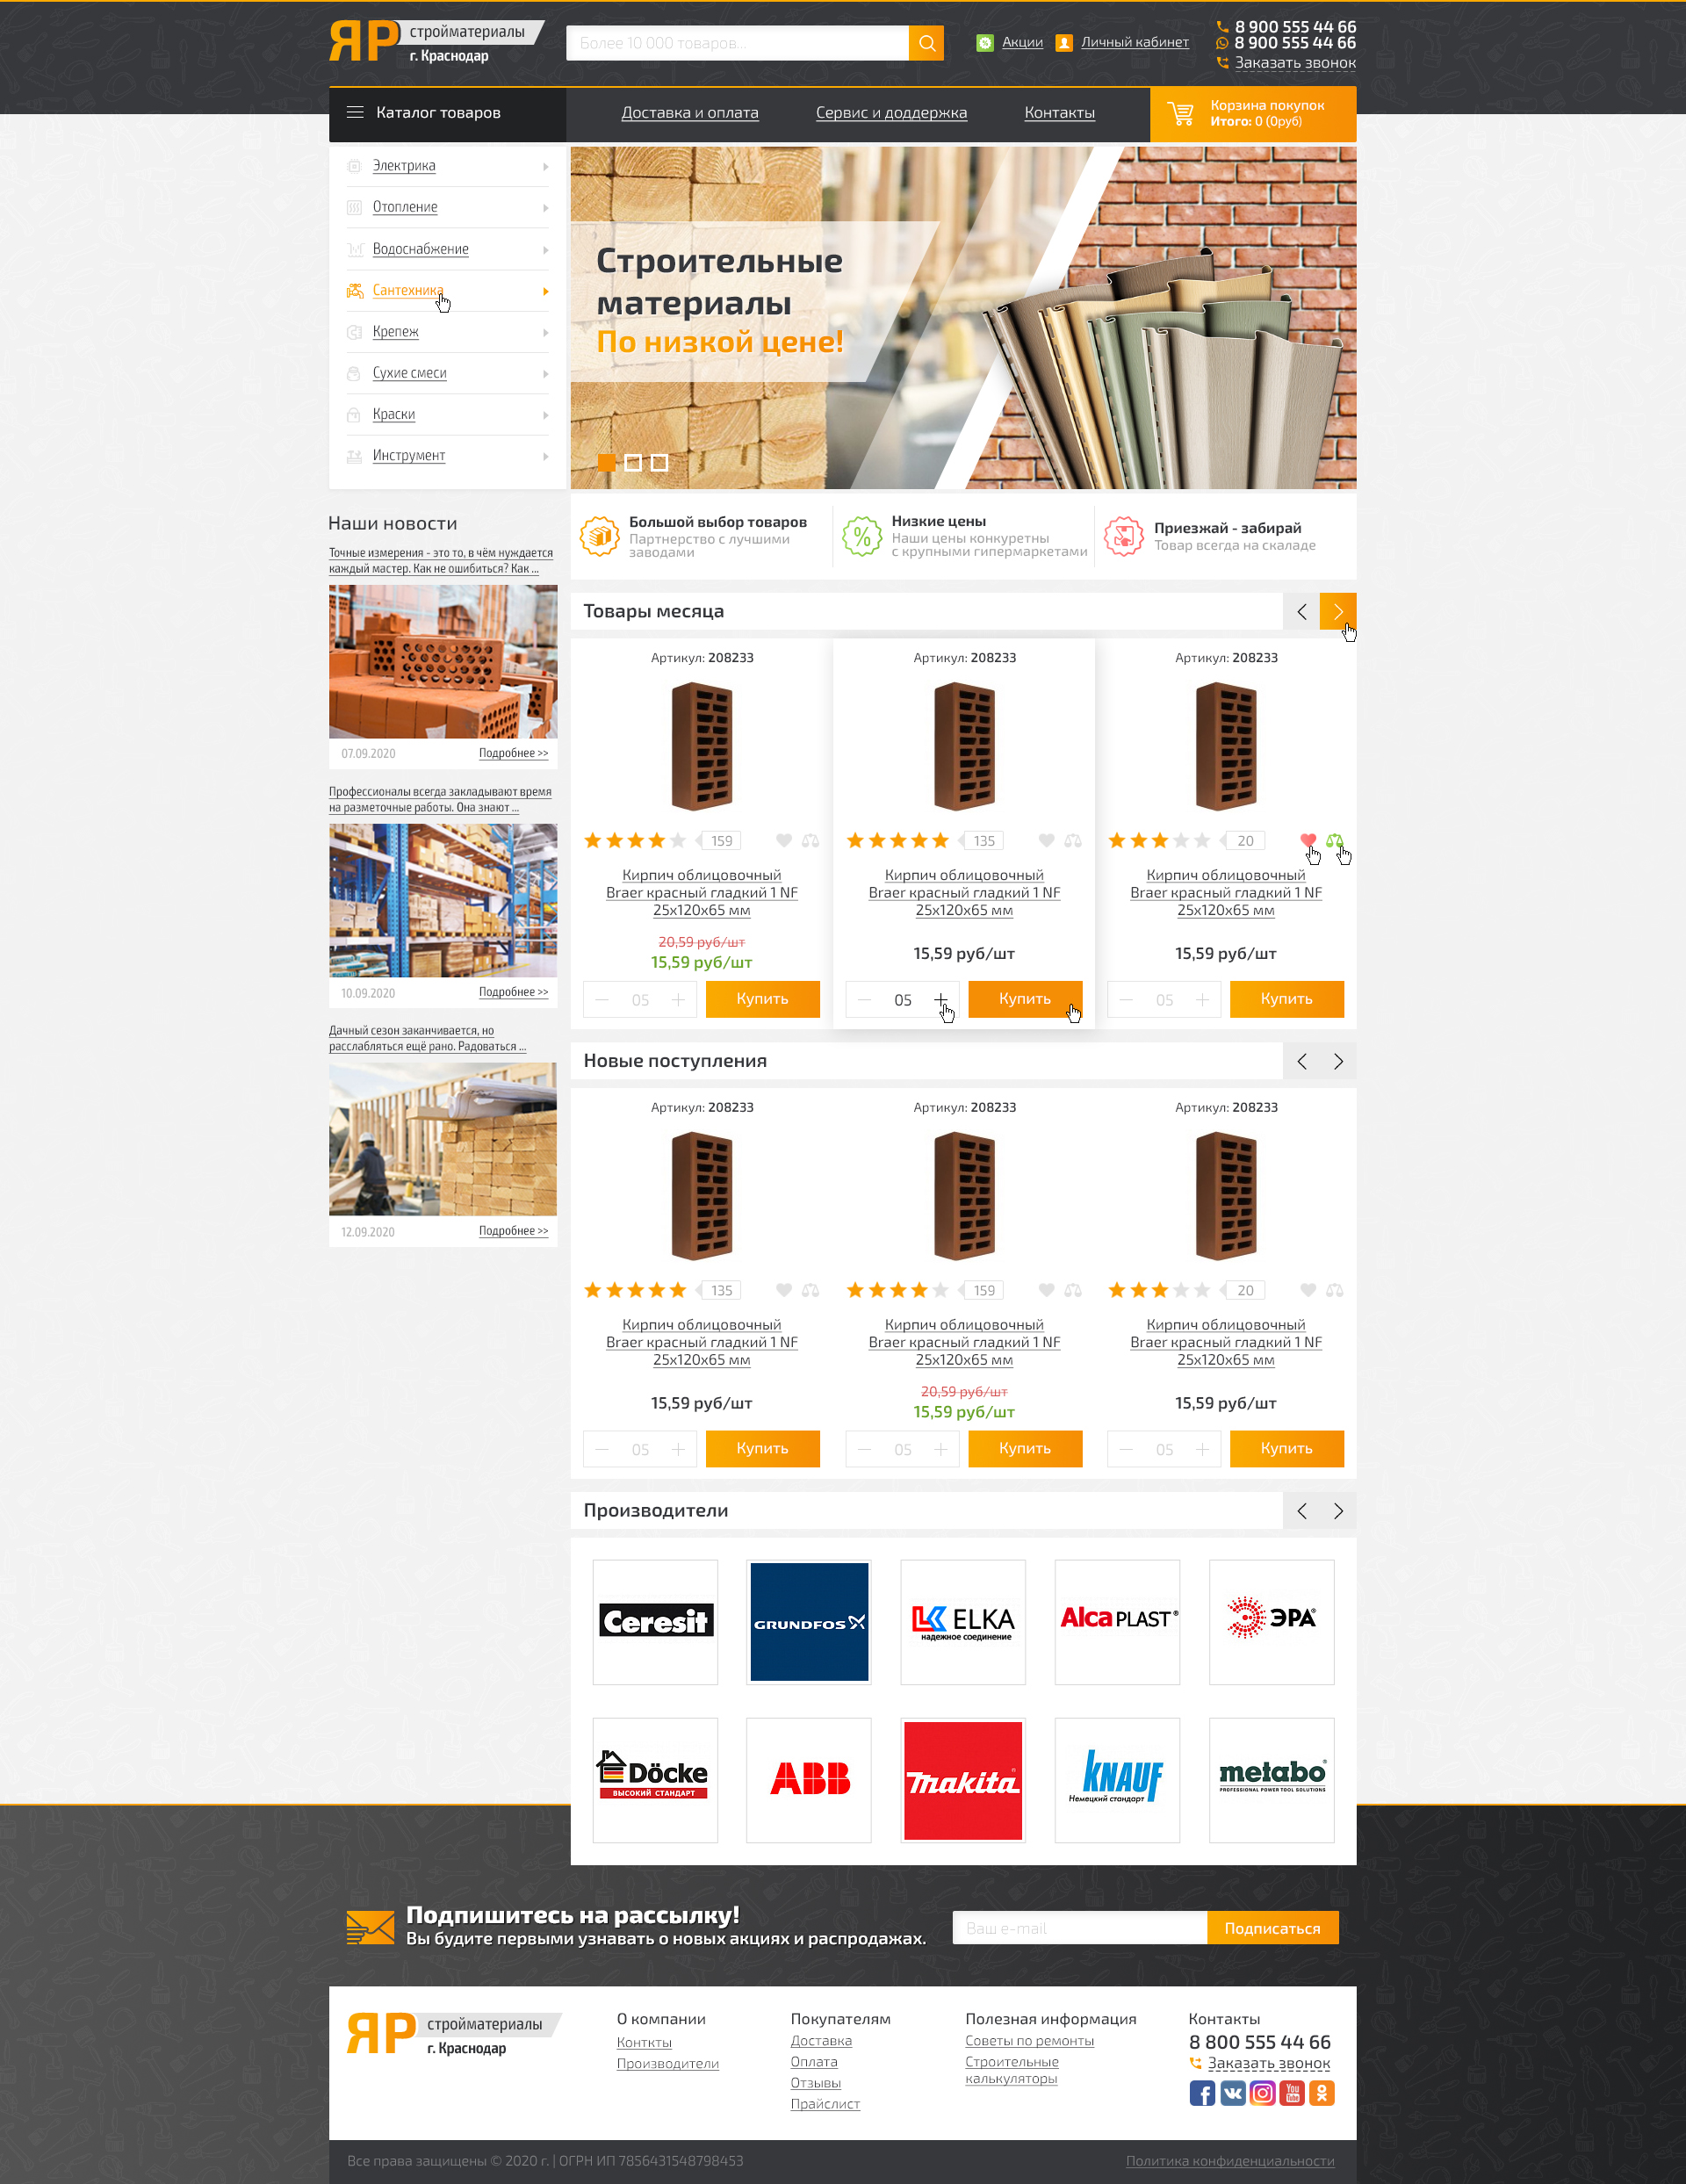 ЯР стройматериалы
г. Краснодар
Более 10 000 товаров...
Акции
Личный кабинет
8 900 555 44 66
8 900 555 44 66
Заказать звонок
Каталог товаров
Доставка и оплата
Сервис и доддержка
Контакты
Корзина покупок
Итого: 0 (0руб)
Электрика
Отопление
Водоснабжение
Сантехника
Крепеж
Сухие смеси
Краски
Инструмент
Строительные
материалы
По низкой цене!
Большой выбор товаров
Партнерство с лучшими
заводами
Низкие цены
Наши цены конкуретны
с крупными гипермаркетами
Приезжай - забирай
Товар всегда на скаладе
Наши новости
Точные измерения - это то, в чём нуждается
каждый мастер. Как не ошибиться? Как ...
07.09.2020
Подробнее >>
Профессионалы всегда закладывают время
на разметочные работы. Она знают ...
10.09.2020
Подробнее >>
Дачный сезон заканчивается, но
расслабляться ещё рано. Радоваться ...
12.09.2020
Подробнее >>
Товары месяца
Артикул: 208233
159
Кирпич облицовочный
Braer красный гладкий 1 NF
25x120x65 мм
20,59 руб/шт
15,59 руб/шт
05
Купить
Артикул: 208233
135
Кирпич облицовочный
Braer красный гладкий 1 NF
25x120x65 мм
15,59 руб/шт
05
Купить
Артикул: 208233
20
Кирпич облицовочный
Braer красный гладкий 1 NF
25x120x65 мм
15,59 руб/шт
05
Купить
Новые поступления
Артикул: 208233
135
Кирпич облицовочный
Braer красный гладкий 1 NF
25x120x65 мм
15,59 руб/шт
05
Купить
Артикул: 208233
159
Кирпич облицовочный
Braer красный гладкий 1 NF
25x120x65 мм
20,59 руб/шт
15,59 руб/шт
05
Купить
Артикул: 208233
20
Кирпич облицовочный
Braer красный гладкий 1 NF
25x120x65 мм
15,59 руб/шт
05
Купить
Производители
Ceresit
GRUNDFOS
ELKA
надежное соединение
Alca PLAST®
ЭРА®
Döcke
ВЫСОКИЙ СТАНДАРТ
ABB
makita®
KNAUF
Немецкий стандарт
metabo®
PROFESSIONAL POWER TOOL SOLUTIONS
Подпишитесь на рассылку!
Вы будите первыми узнавать о новых акциях и распродажах.
Ваш e-mail
Подписаться
ЯР стройматериалы
г. Краснодар
О компании
Конткты
Производители
Покупателям
Доставка
Оплата
Отзывы
Прайслист
Полезная информация
Советы по ремонты
Строительные
калькуляторы
Контакты
8 800 555 44 66
Заказать звонок
You
Все права защищены © 2020 г. | ОГРН ИП 7856431548798453
Политика конфиденциальности